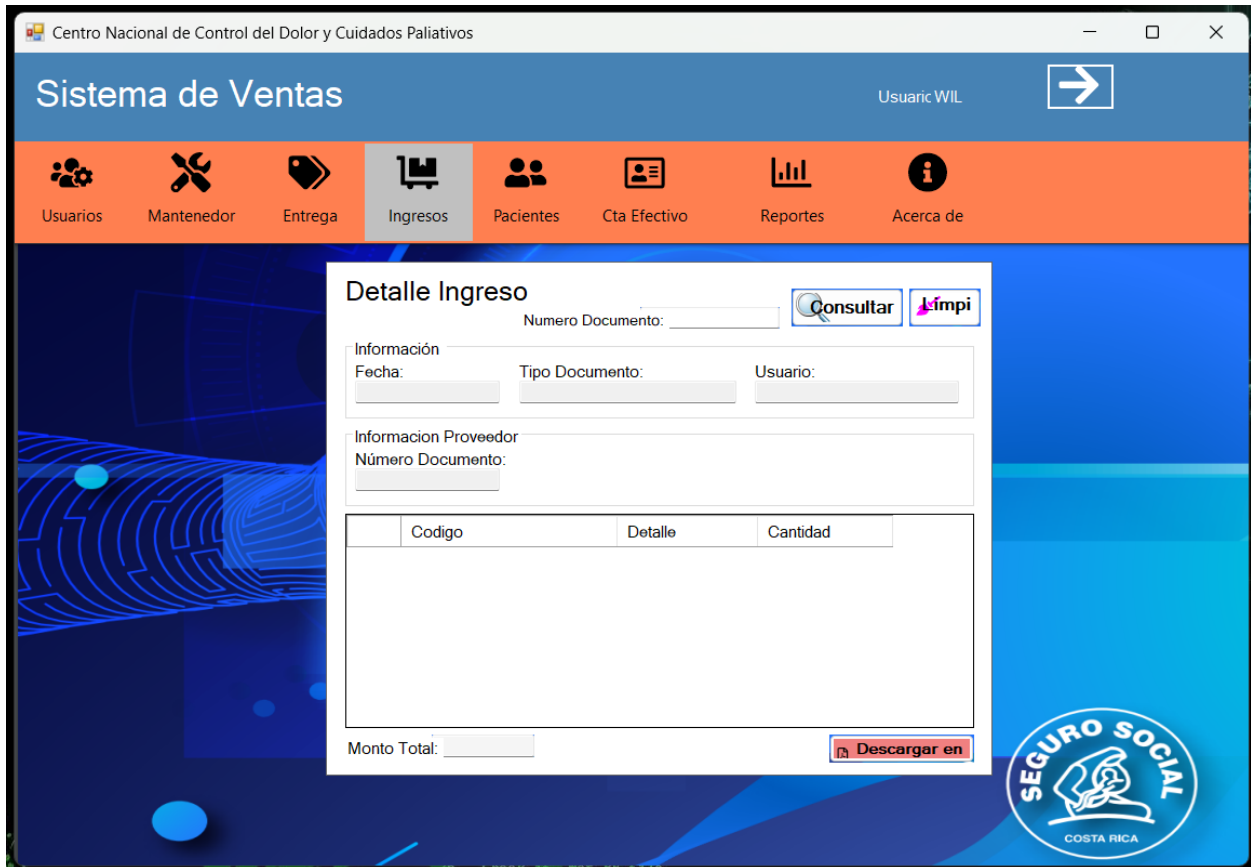 Centro Nacional de Control del Dolor y Cuidados Paliativos
Sistema de Ventas
Usuaric WIL
Usuarios Mantenedor Entrega Ingresos Pacientes Cta Efectivo Reportes Acerca de
Detalle Ingreso
Numero Documento:
Consultar
Limpi
Información
Fecha: Tipo Documento: Usuario:
Informacion Proveedor
Número Documento:
Codigo Detalle Cantidad
Monto Total:
Descargar en
SEGURO SOCIAL
COSTA RICA